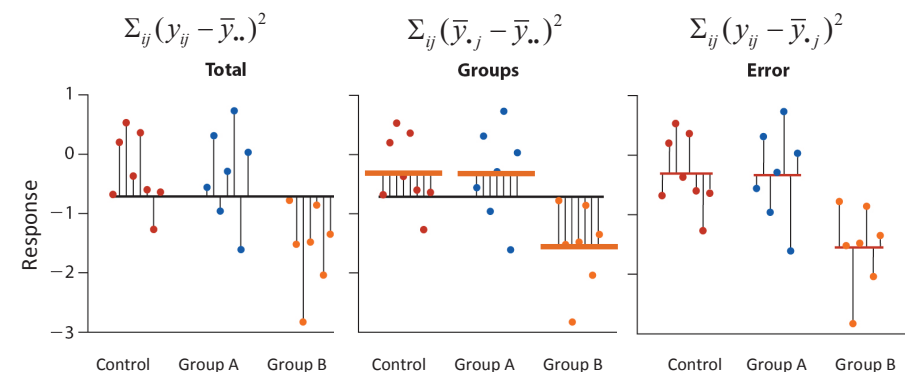 Σᵢⱼ(yᵢⱼ − y̅..)² Σᵢⱼ(y̅.ⱼ − y̅..)² Σᵢⱼ(yᵢⱼ − y̅.ⱼ)²
Total Groups Error
1
0
−1
−2
−3
Response
Control Group A Group B Control Group A Group B Control Group A Group B